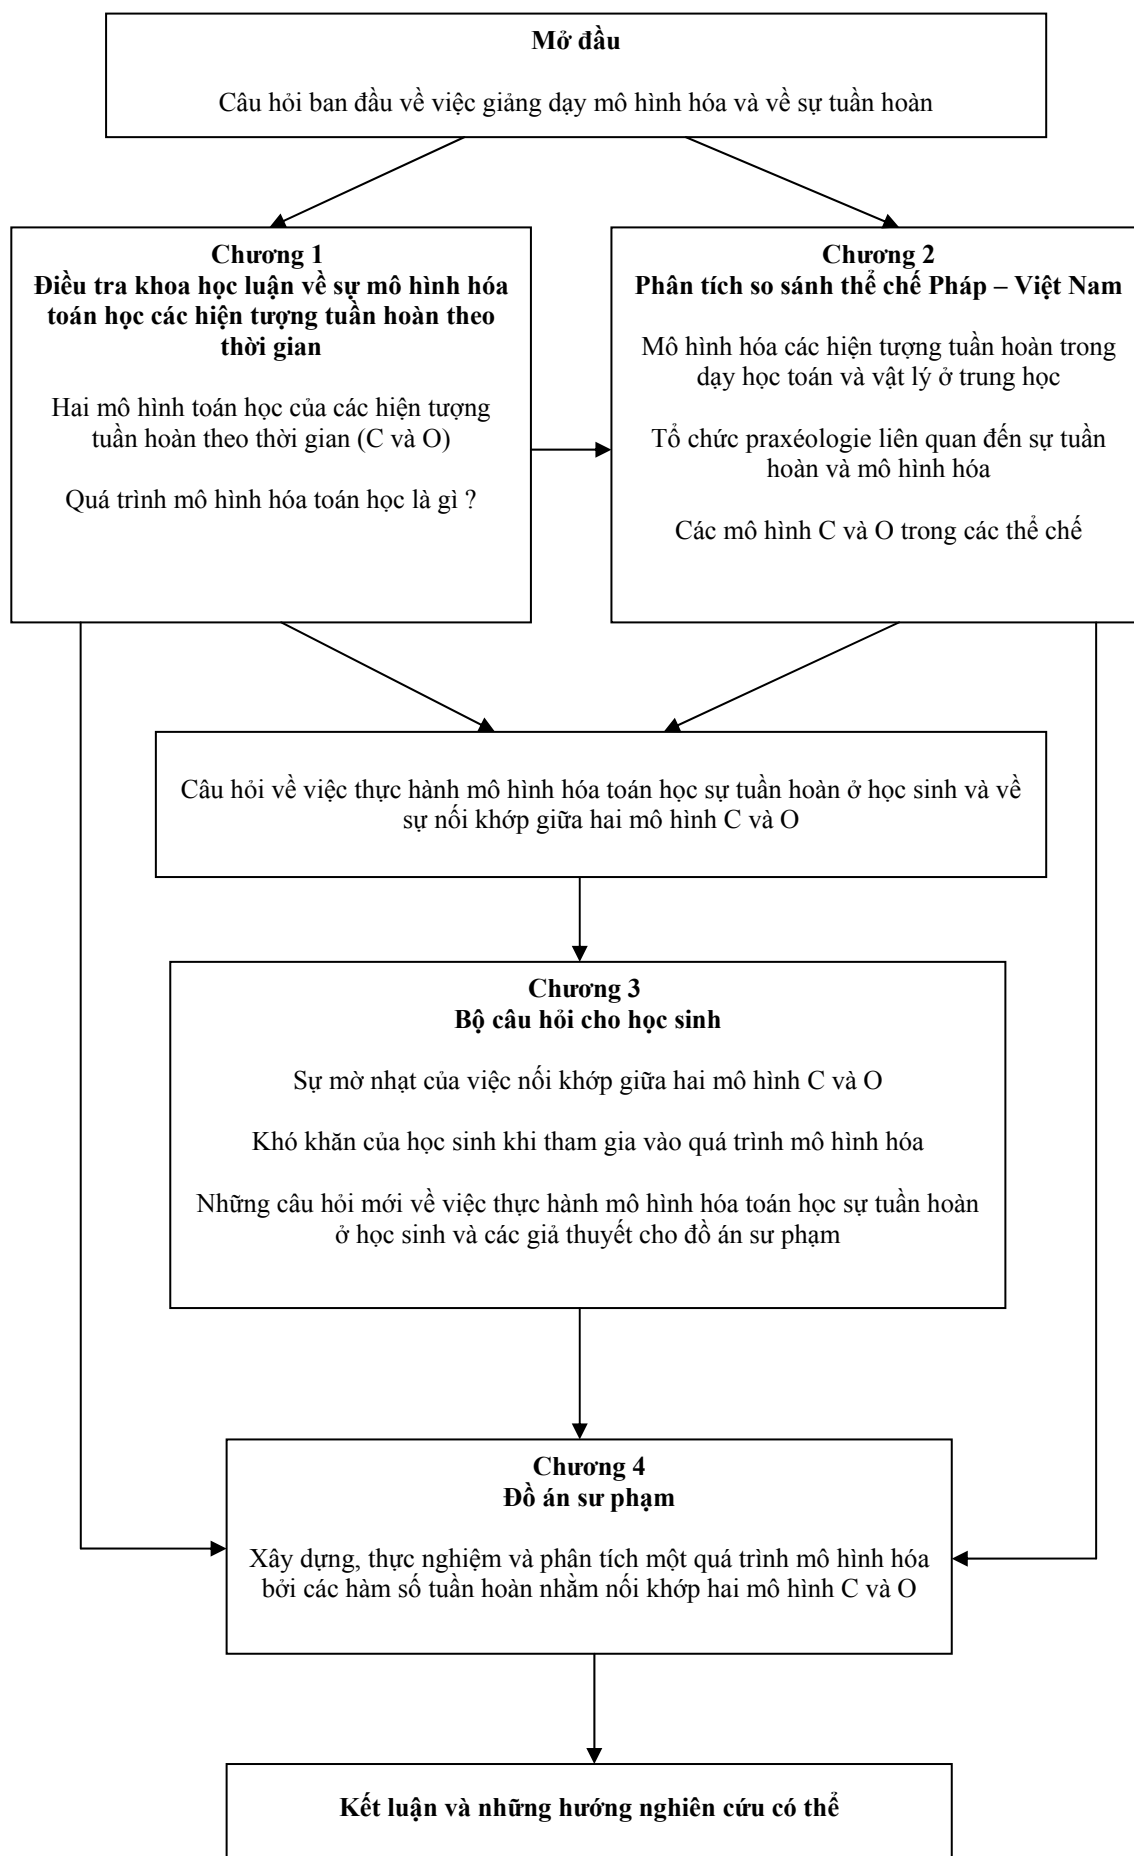 Mở đầu
Câu hỏi ban đầu về việc giảng dạy mô hình hóa và về sự tuần hoàn
Chương 1
Điều tra khoa học luận về sự mô hình hóa
toán học các hiện tượng tuần hoàn theo
thời gian
Hai mô hình toán học của các hiện tượng
tuần hoàn theo thời gian (C và O)
Quá trình mô hình hóa toán học là gì ?
Chương 2
Phân tích so sánh thể chế Pháp – Việt Nam
Mô hình hóa các hiện tượng tuần hoàn trong
dạy học toán và vật lý ở trung học
Tổ chức praxéologie liên quan đến sự tuần
hoàn và mô hình hóa
Các mô hình C và O trong các thể chế
Câu hỏi về việc thực hành mô hình hóa toán học sự tuần hoàn ở học sinh và về
sự nối khớp giữa hai mô hình C và O
Chương 3
Bộ câu hỏi cho học sinh
Sự mờ nhạt của việc nối khớp giữa hai mô hình C và O
Khó khăn của học sinh khi tham gia vào quá trình mô hình hóa
Những câu hỏi mới về việc thực hành mô hình hóa toán học sự tuần hoàn
ở học sinh và các giả thuyết cho đồ án sư phạm
Chương 4
Đồ án sư phạm
Xây dựng, thực nghiệm và phân tích một quá trình mô hình hóa
bởi các hàm số tuần hoàn nhằm nối khớp hai mô hình C và O
Kết luận và những hướng nghiên cứu có thể